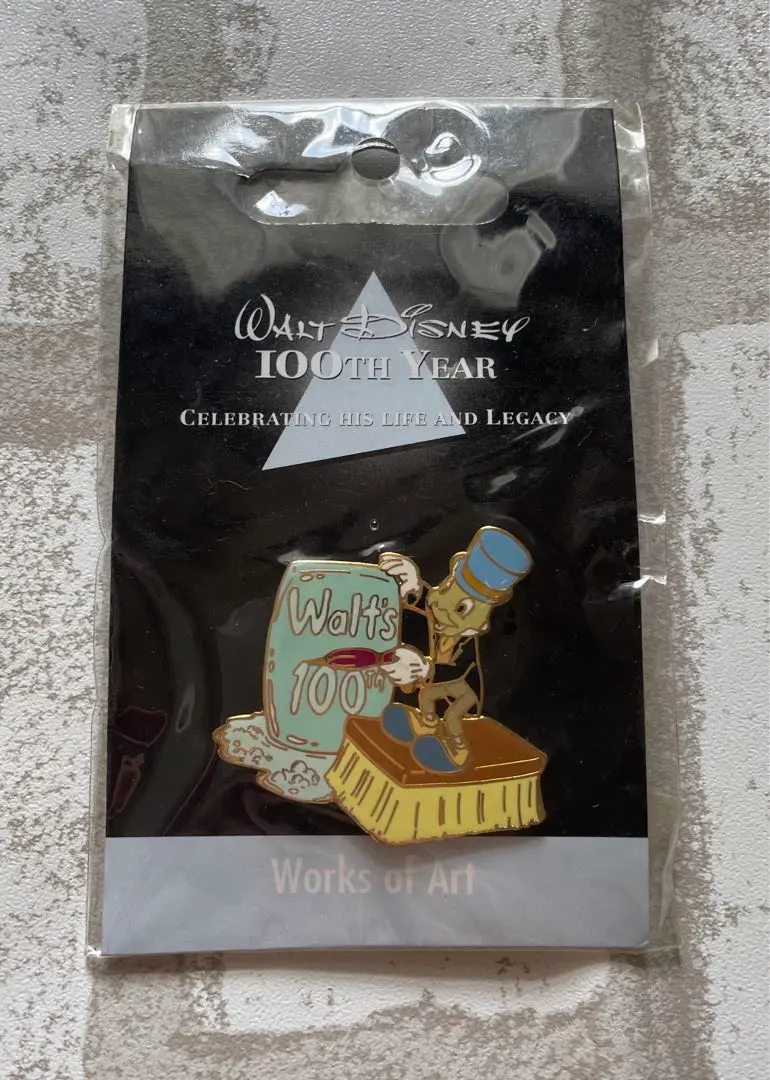 WALT DISNEY
100TH YEAR
CELEBRATING HIS LIFE AND LEGACY
Walt's
100TH
Works of Art